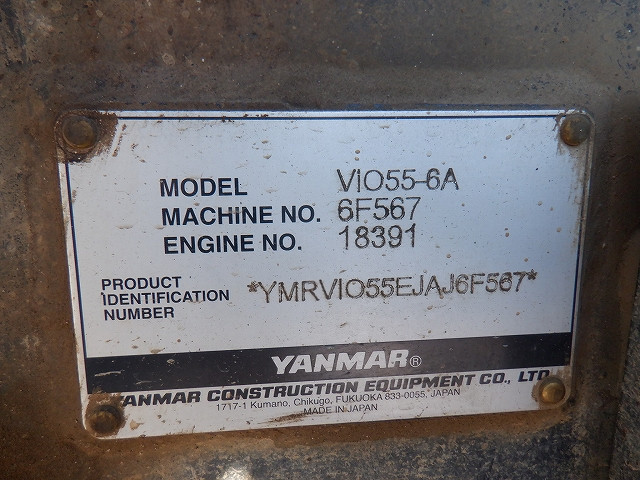 MODEL ViO55-6A
MACHINE NO. 6F567
ENGINE NO. 18391
PRODUCT
IDENTIFICATION
NUMBER
*YMRVIO55EJAJ6F567*
YANMAR®
YANMAR CONSTRUCTION EQUIPMENT CO., LTD.
1717-1 Kumano, Chikugo, FUKUOKA 833-0055, JAPAN
MADE IN JAPAN